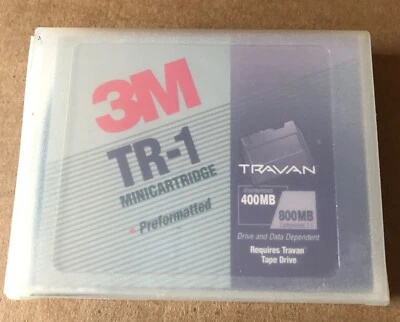 3M
TR-1
MINICARTRIDGE
Preformatted
TRAVAN
400MB
800MB
Drive and Data Dependent
Requires Travan
Tape Drive